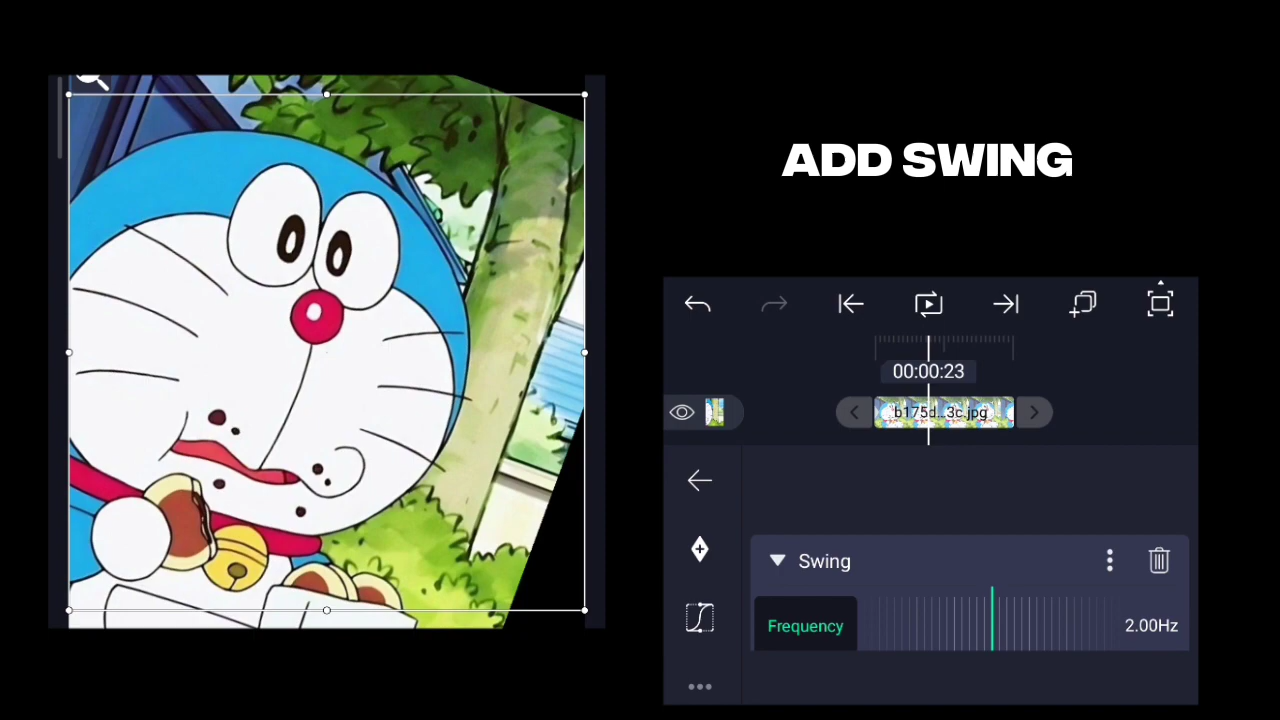 ADD SWING
00:00:23
b175d...3c.jpg
Swing
Frequency
2.00Hz